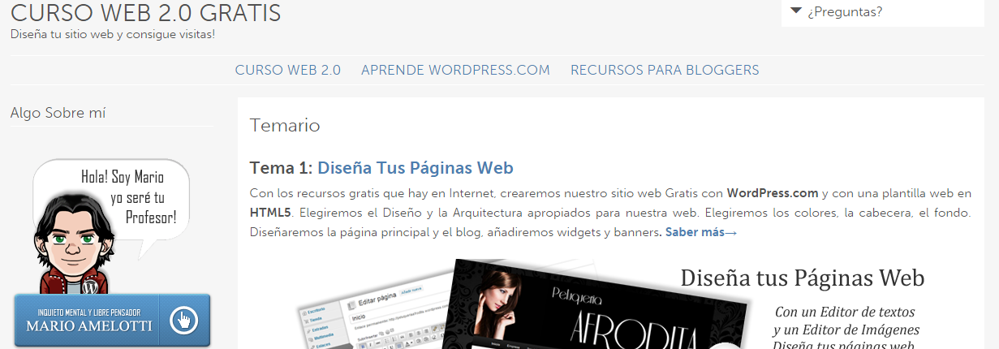 CURSO WEB 2.0 GRATIS
Diseña tu sitio web y consigue visitas!
¿Preguntas?
CURSO WEB 2.0 APRENDE WORDPRESS.COM RECURSOS PARA BLOGGERS
Algo Sobre mí
Hola! Soy Mario
yo seré tu
Profesor!
INQUIETO MENTAL Y LIBRE PENSADOR
MARIO AMELOTTI
Temario
Tema 1: Diseña Tus Páginas Web
Con los recursos gratis que hay en Internet, crearemos nuestro sitio web Gratis con WordPress.com y con una plantilla web en
HTML5. Elegiremos el Diseño y la Arquitectura apropiados para nuestra web. Elegiremos los colores, la cabecera, el fondo.
Diseñaremos la página principal y el blog, añadiremos widgets y banners. Saber más→
Escritorio
Tienda
Entradas
Multimedia
Enlaces
Editar página
Añadir nueva
Inicio
Peluquería
AFRODITA
Inicio
Diseña tus Páginas Web
Con un Editor de textos
y un Editor de Imágenes
Diseña tus páginas web